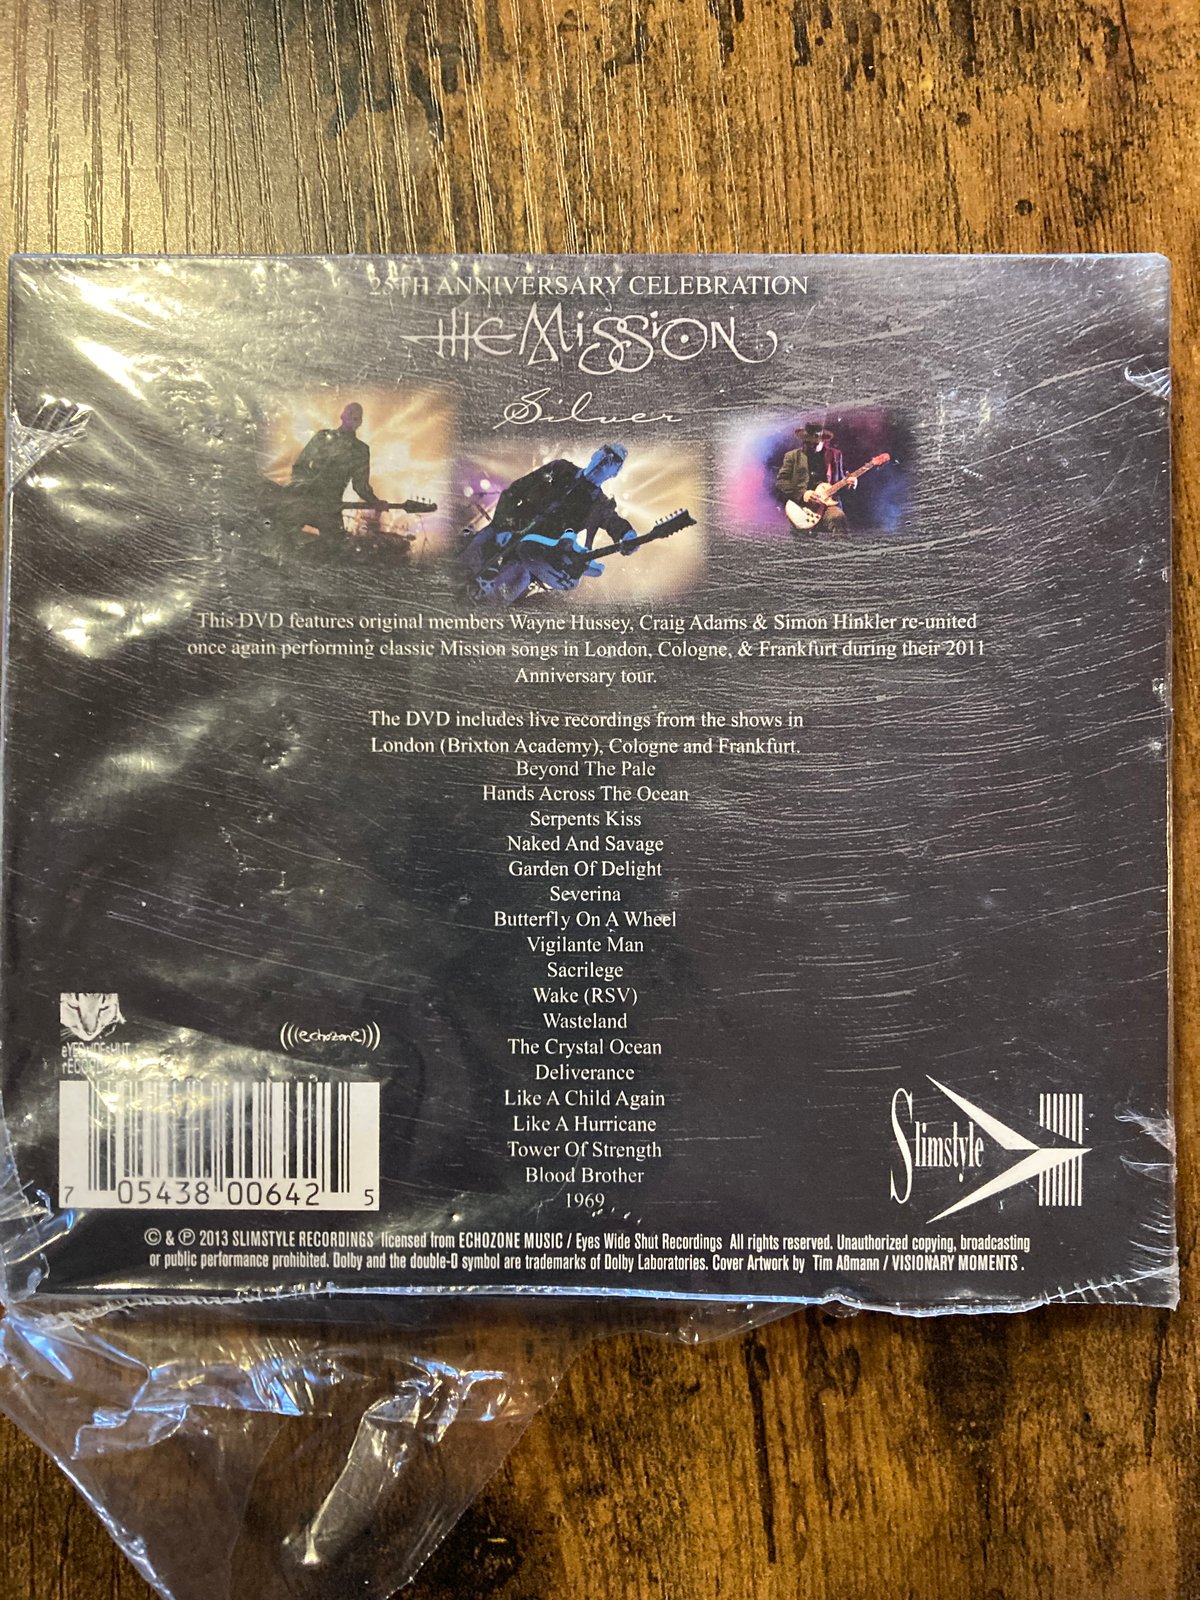 25TH ANNIVERSARY CELEBRATION
the Mission
Silver
This DVD features original members Wayne Hussey, Craig Adams & Simon Hinkler re-united
once again performing classic Mission songs in London, Cologne, & Frankfurt during their 2011
Anniversary tour.
The DVD includes live recordings from the shows in
London (Brixton Academy), Cologne and Frankfurt.
Beyond The Pale
Hands Across The Ocean
Serpents Kiss
Naked And Savage
Garden Of Delight
Severina
Butterfly On A Wheel
Vigilante Man
Sacrilege
Wake (RSV)
Wasteland
The Crystal Ocean
Deliverance
Like A Child Again
Like A Hurricane
Tower Of Strength
Blood Brother
1969
(((echozone)))
7 05438 00642 5
Slimstyle
© & ℗ 2013 SLIMSTYLE RECORDINGS licensed from ECHOZONE MUSIC / Eyes Wide Shut Recordings All rights reserved. Unauthorized copying, broadcasting
or public performance prohibited. Dolby and the double-D symbol are trademarks of Dolby Laboratories. Cover Artwork by Tim Aßmann / VISIONARY MOMENTS .